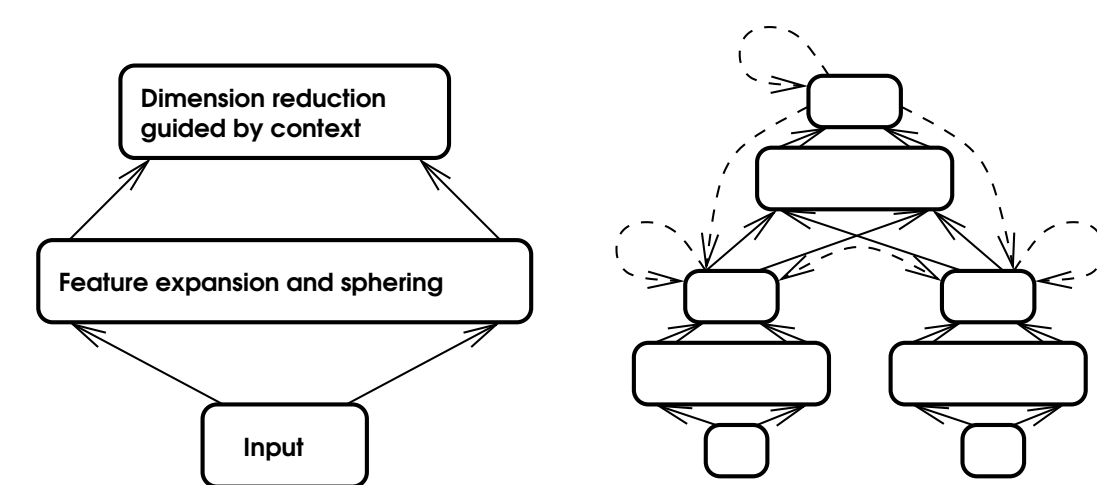 Dimension reduction
guided by context
Feature expansion and sphering
Input